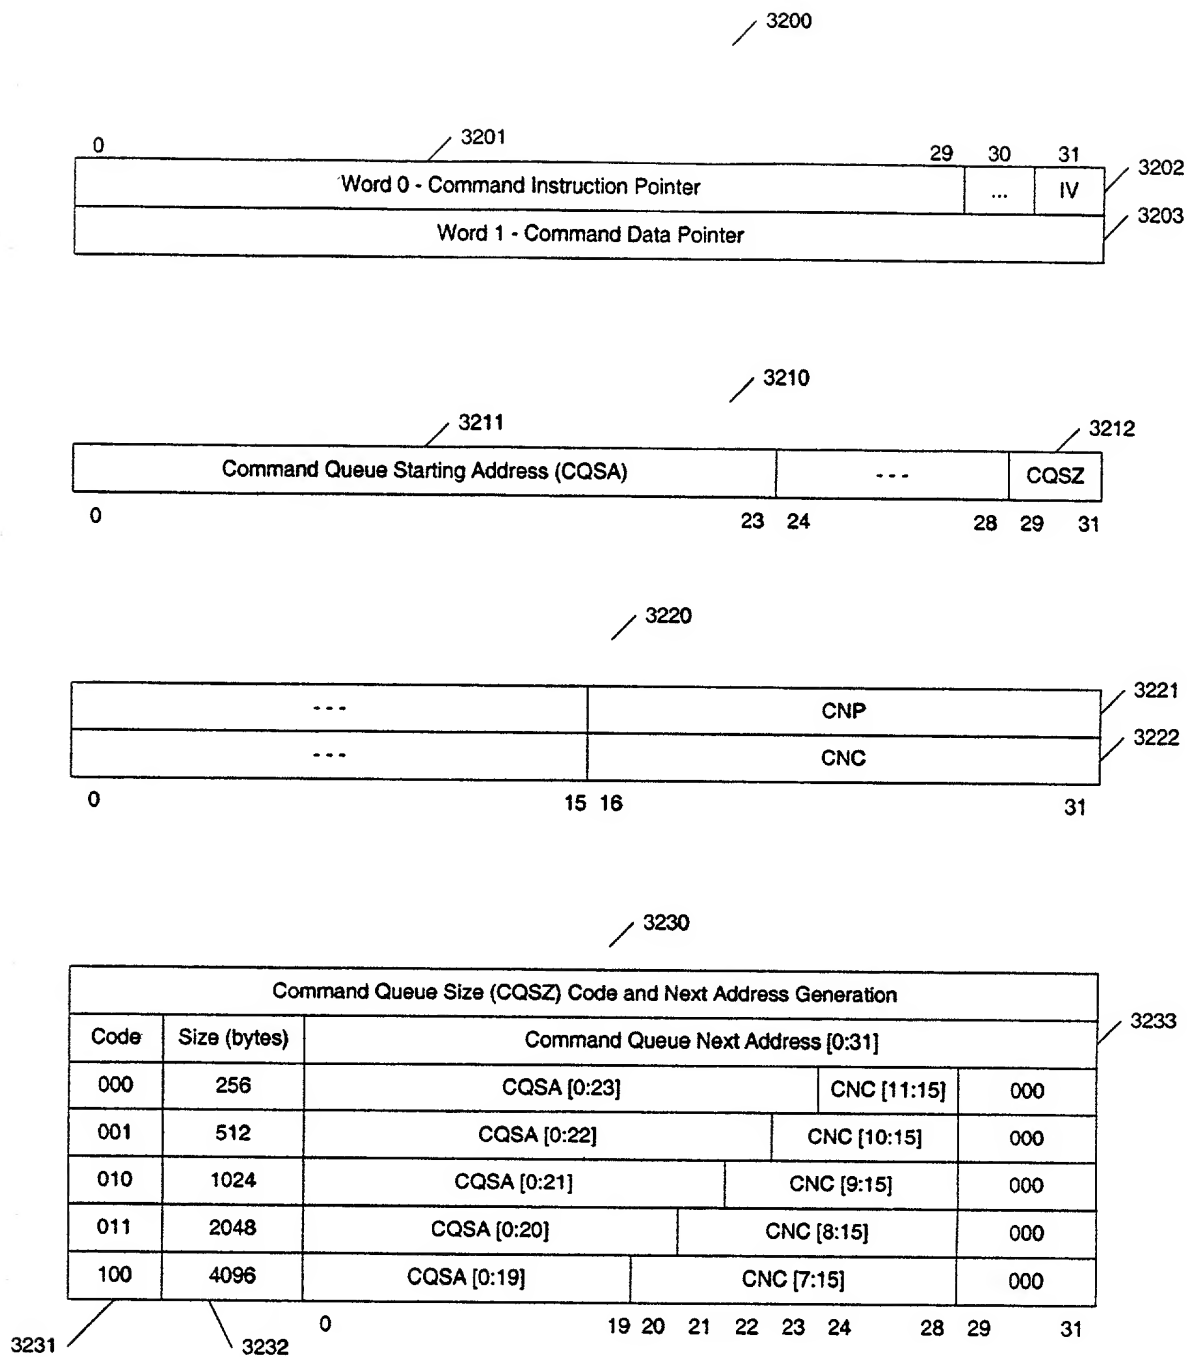 3200
0 3201 29 30 31
Word 0 - Command Instruction Pointer ... IV 3202
Word 1 - Command Data Pointer 3203
3210
3211 3212
Command Queue Starting Address (CQSA) --- CQSZ
0 23 24 28 29 31
3220
--- CNP 3221
--- CNC 3222
0 15 16 31
3230
Command Queue Size (CQSZ) Code and Next Address Generation
Code Size (bytes) Command Queue Next Address [0:31] 3233
000 256 CQSA [0:23] CNC [11:15] 000
001 512 CQSA [0:22] CNC [10:15] 000
010 1024 CQSA [0:21] CNC [9:15] 000
011 2048 CQSA [0:20] CNC [8:15] 000
100 4096 CQSA [0:19] CNC [7:15] 000
0 19 20 21 22 23 24 28 29 31
3231 3232